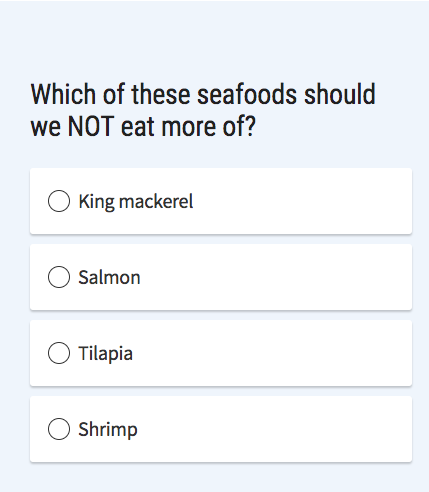 Which of these seafoods should
we NOT eat more of?
King mackerel
Salmon
Tilapia
Shrimp